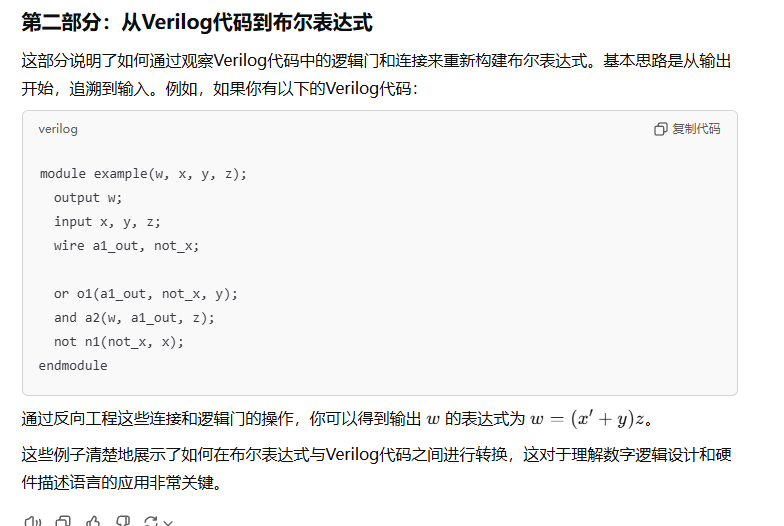 第二部分：从Verilog代码到布尔表达式
这部分说明了如何通过观察Verilog代码中的逻辑门和连接来重新构建布尔表达式。基本思路是从输出
开始，追溯到输入。例如，如果你有以下的Verilog代码：
verilog
复制代码
module example(w, x, y, z);
  output w;
  input x, y, z;
  wire a1_out, not_x;
  or o1(a1_out, not_x, y);
  and a2(w, a1_out, z);
  not n1(not_x, x);
endmodule
通过反向工程这些连接和逻辑门的操作，你可以得到输出 w 的表达式为 w = (x′ + y)z。
这些例子清楚地展示了如何在布尔表达式与Verilog代码之间进行转换，这对于理解数字逻辑设计和硬
件描述语言的应用非常关键。